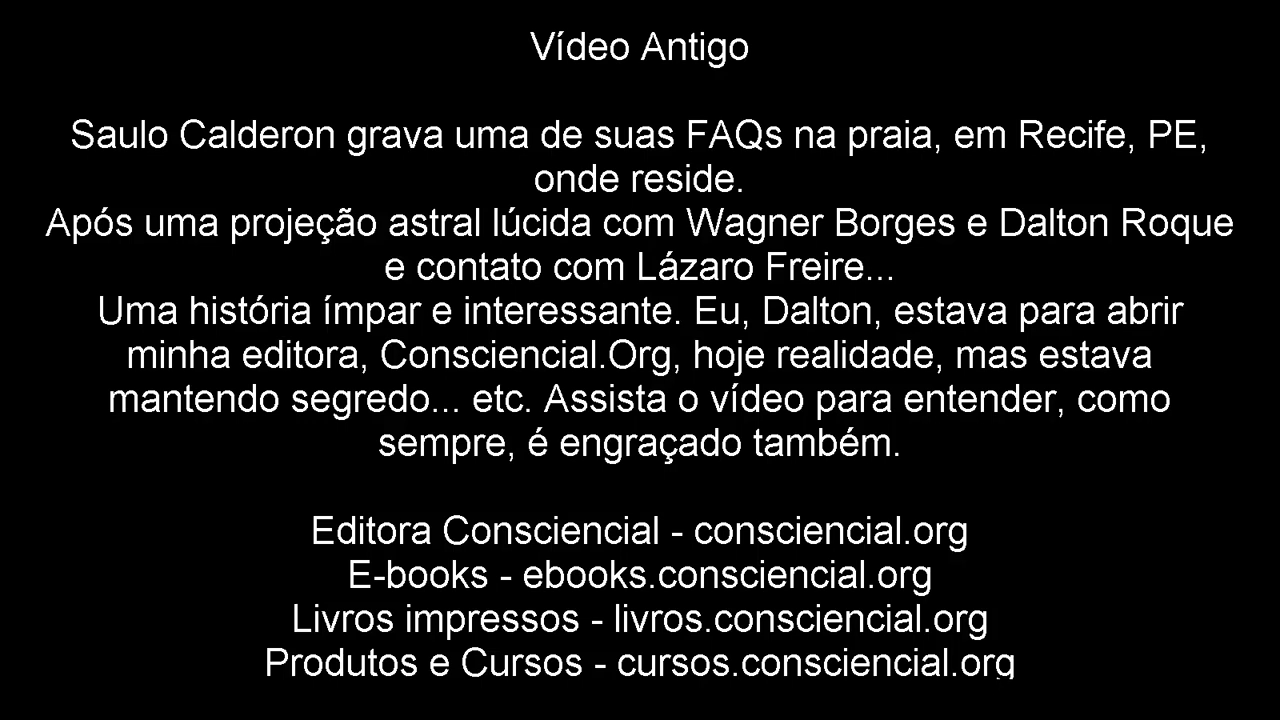 Vídeo Antigo
Saulo Calderon grava uma de suas FAQs na praia, em Recife, PE,
onde reside.
Após uma projeção astral lúcida com Wagner Borges e Dalton Roque
e contato com Lázaro Freire...
Uma história ímpar e interessante. Eu, Dalton, estava para abrir
minha editora, Consciencial.Org, hoje realidade, mas estava
mantendo segredo... etc. Assista o vídeo para entender, como
sempre, é engraçado também.
Editora Consciencial - consciencial.org
E-books - ebooks.consciencial.org
Livros impressos - livros.consciencial.org
Produtos e Cursos - cursos.consciencial.org